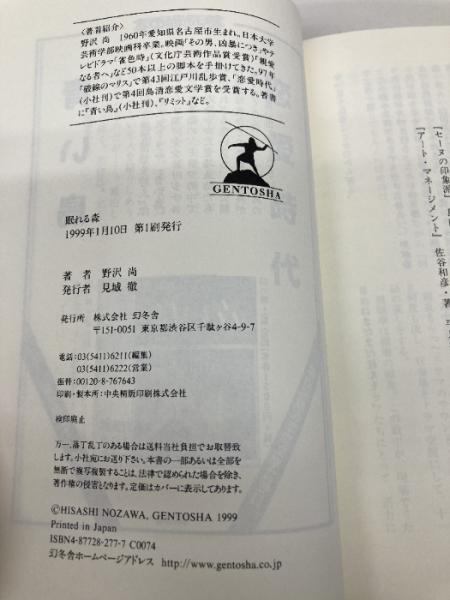 〈著者紹介〉
野沢 尚 1960年愛知県名古屋市生まれ。日本大学
芸術学部映画科卒業。映画「その男、凶暴につき」やテ
レビドラマ「雀色時」(文化庁芸術作品賞受賞)「親愛
なる者へ」など50本以上の脚本を手掛けてきた。97年
『破線のマリス』で第43回江戸川乱歩賞、「恋愛時代」
(小社刊)で第4回島清恋愛文学賞を受賞する。著書
に『青い鳥』(小社刊)、『リミット』など。
GENTOSHA
眠れる森
1999年1月10日 第1刷発行
著 者 野沢 尚
発行者 見城 徹
発行所 株式会社 幻冬舎
〒151-0051 東京都渋谷区千駄ヶ谷4-9-7
電話:03(5411)6211(編集)
03(5411)6222(営業)
振替:00120-8-767643
印刷・製本所:中央精版印刷株式会社
検印廃止
万一、落丁乱丁のある場合は送料当社負担でお取替致
します。小社宛にお送り下さい。本書の一部あるいは全部を
無断で複写複製することは、法律で認められた場合を除き、
著作権の侵害となります。定価はカバーに表示してあります。
©HISASHI NOZAWA, GENTOSHA 1999
Printed in Japan
ISBN4-87728-277-7 C0074
幻冬舎ホームページアドレス http://www.gentosha.co.jp
『セーヌの印象派』
『アート・マネージメント』 佐谷和彦・著